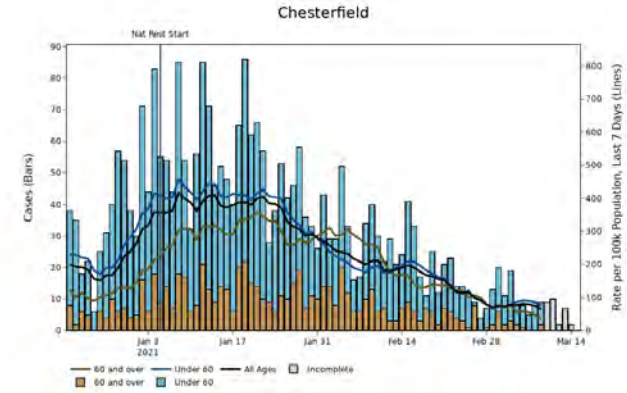 Chesterfield
Nat Rest Start
90
80
70
60
50
40
30
20
10
0
800
700
600
500
400
300
200
100
0
Cases (Bars)
Rate per 100k Population, Last 7 Days (Lines)
Jan 3
2021
Jan 17
Jan 31
Feb 14
Feb 28
Mar 14
60 and over
Under 60
All Ages
Incomplete
60 and over
Under 60